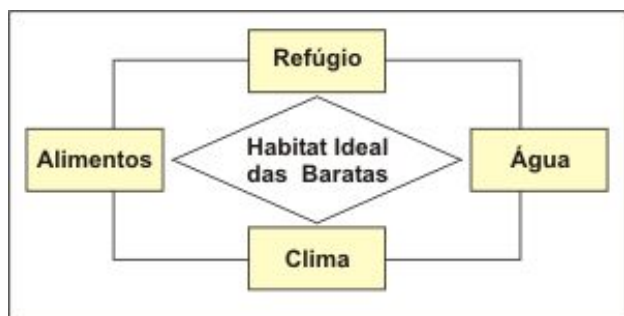 Refúgio
Alimentos
Habitat Ideal
das Baratas
Água
Clima